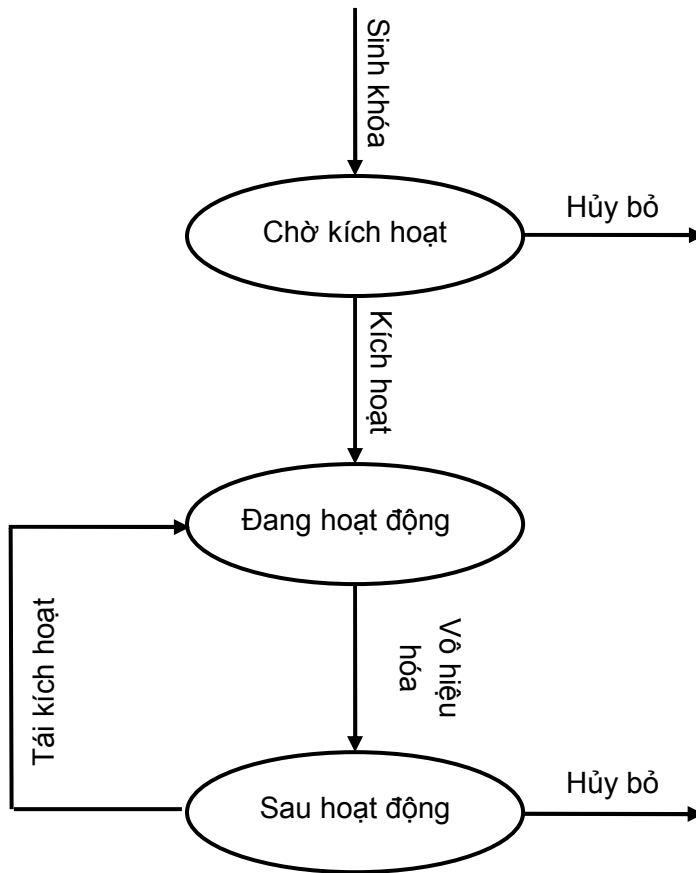 Sinh khóa
Chờ kích hoạt
Hủy bỏ
Kích hoạt
Đang hoạt động
Tái kích hoạt
Vô hiệu
hóa
Sau hoạt động
Hủy bỏ